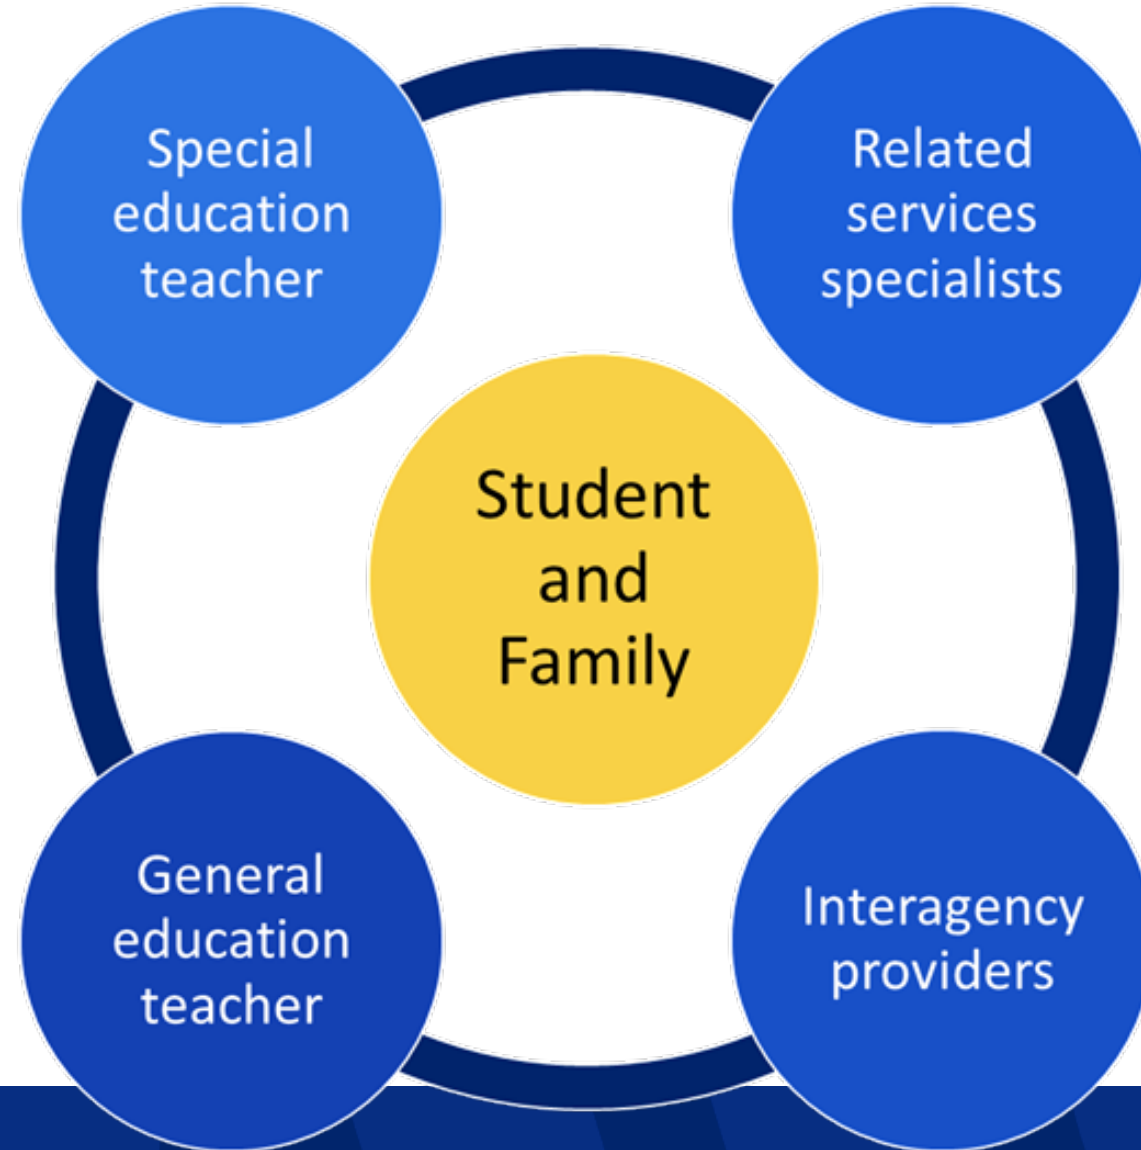 Special
education
teacher
Related
services
specialists
Student
and
Family
General
education
teacher
Interagency
providers